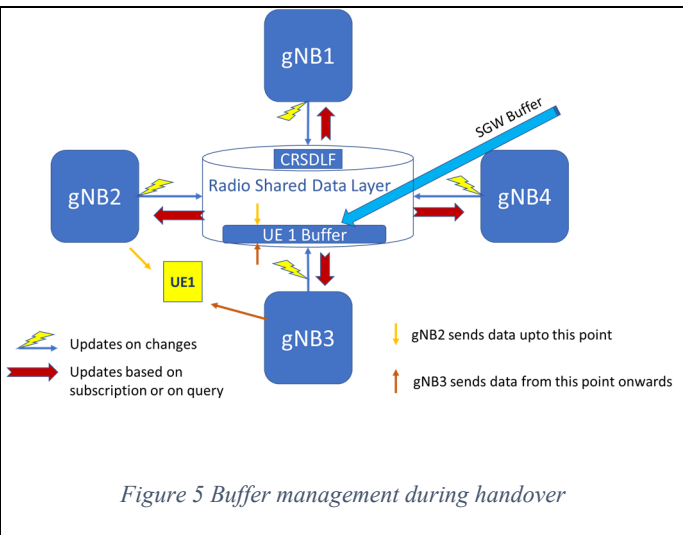 gNB1
SGW Buffer
CRSDLF
gNB2
Radio Shared Data Layer
gNB4
UE 1 Buffer
UE1
gNB3
Updates on changes
Updates based on
subscription or on query
gNB2 sends data upto this point
gNB3 sends data from this point onwards
Figure 5 Buffer management during handover